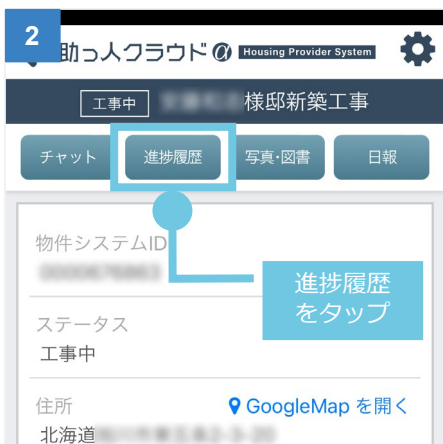 2
助っ人クラウドα Housing Provider System
工事中 様邸新築工事
チャット 進捗履歴 写真・図書 日報
物件システムID
進捗履歴
をタップ
ステータス
工事中
住所 GoogleMap を開く
北海道